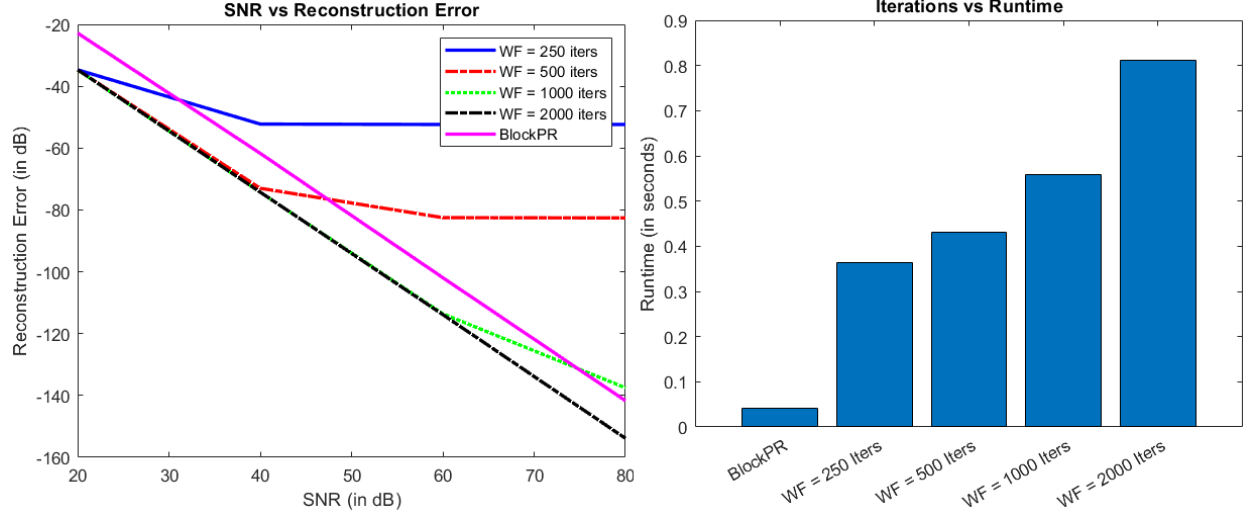 SNR vs Reconstruction Error
-20
-40
-60
-80
-100
-120
-140
-160
Reconstruction Error (in dB)
WF = 250 iters
WF = 500 iters
WF = 1000 iters
WF = 2000 iters
BlockPR
20
30
40
50
60
70
80
SNR (in dB)
Iterations vs Runtime
0.9
0.8
0.7
0.6
0.5
0.4
0.3
0.2
0.1
0
Runtime (in seconds)
BlockPR
WF = 250 Iters
WF = 500 Iters
WF = 1000 Iters
WF = 2000 Iters